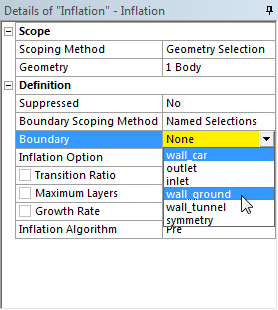 Details of "Inflation" - Inflation
Scope
Scoping Method Geometry Selection
Geometry 1 Body
Definition
Suppressed No
Boundary Scoping Method Named Selections
Boundary None
wall_car
Inflation Option
outlet
Transition Ratio
inlet
Maximum Layers
wall_ground
Growth Rate
wall_tunnel
symmetry
Inflation Algorithm Pre